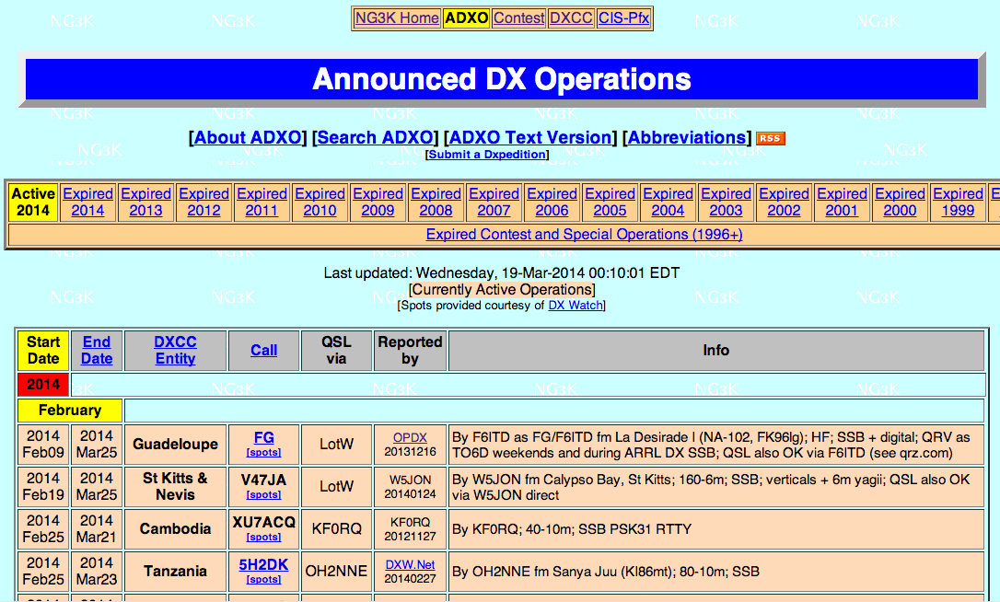 NG3K Home ADXO Contest DXCC CIS-Pfx
Announced DX Operations
[About ADXO] [Search ADXO] [ADXO Text Version] [Abbreviations] RSS
[Submit a Dxpedition]
Active 2014 Expired 2014 Expired 2013 Expired 2012 Expired 2011 Expired 2010 Expired 2009 Expired 2008 Expired 2007 Expired 2006 Expired 2005 Expired 2004 Expired 2003 Expired 2002 Expired 2001 Expired 2000 Expired 1999
Expired Contest and Special Operations (1996+)
Last updated: Wednesday, 19-Mar-2014 00:10:01 EDT
[Currently Active Operations]
[Spots provided courtesy of DX Watch]
Start Date End Date DXCC Entity Call QSL via Reported by Info
2014
February
2014 Feb09 2014 Mar25 Guadeloupe FG [spots] LotW OPDX 20131216 By F6ITD as FG/F6ITD fm La Desirade I (NA-102, FK96lg); HF; SSB + digital; QRV as TO6D weekends and during ARRL DX SSB; QSL also OK via F6ITD (see qrz.com)
2014 Feb19 2014 Mar25 St Kitts & Nevis V47JA [spots] LotW W5JON 20140124 By W5JON fm Calypso Bay, St Kitts; 160-6m; SSB; verticals + 6m yagii; QSL also OK via W5JON direct
2014 Feb25 2014 Mar21 Cambodia XU7ACQ [spots] KF0RQ KF0RQ 20121127 By KF0RQ; 40-10m; SSB PSK31 RTTY
2014 Feb25 2014 Mar23 Tanzania 5H2DK [spots] OH2NNE DXW.Net 20140227 By OH2NNE fm Sanya Juu (KI86mt); 80-10m; SSB